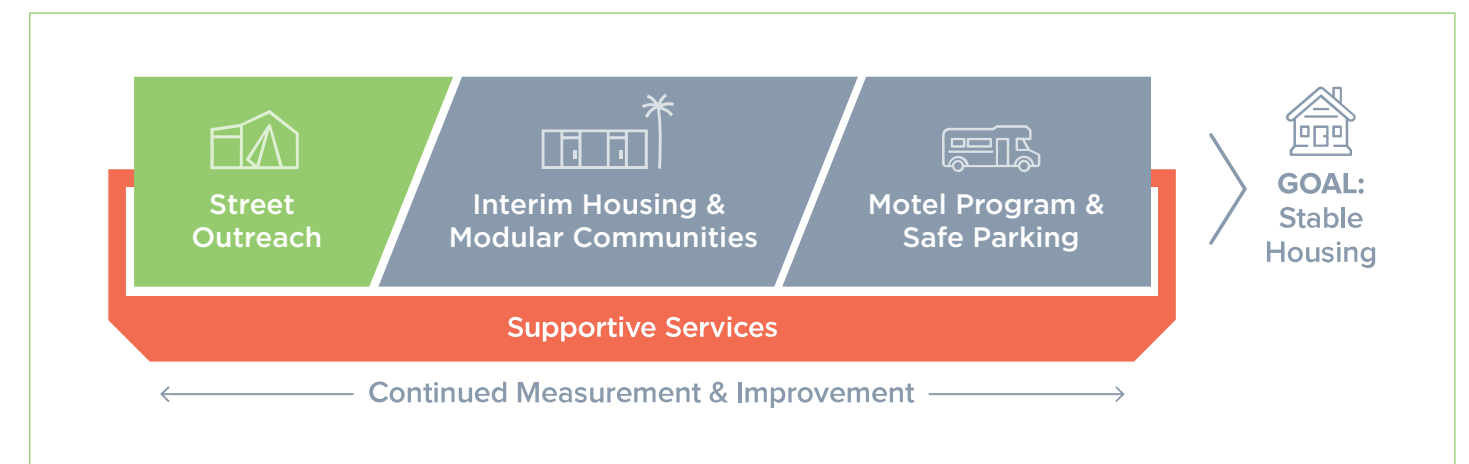 Street
Outreach
Interim Housing &
Modular Communities
Motel Program &
Safe Parking
GOAL:
Stable
Housing
Supportive Services
Continued Measurement & Improvement